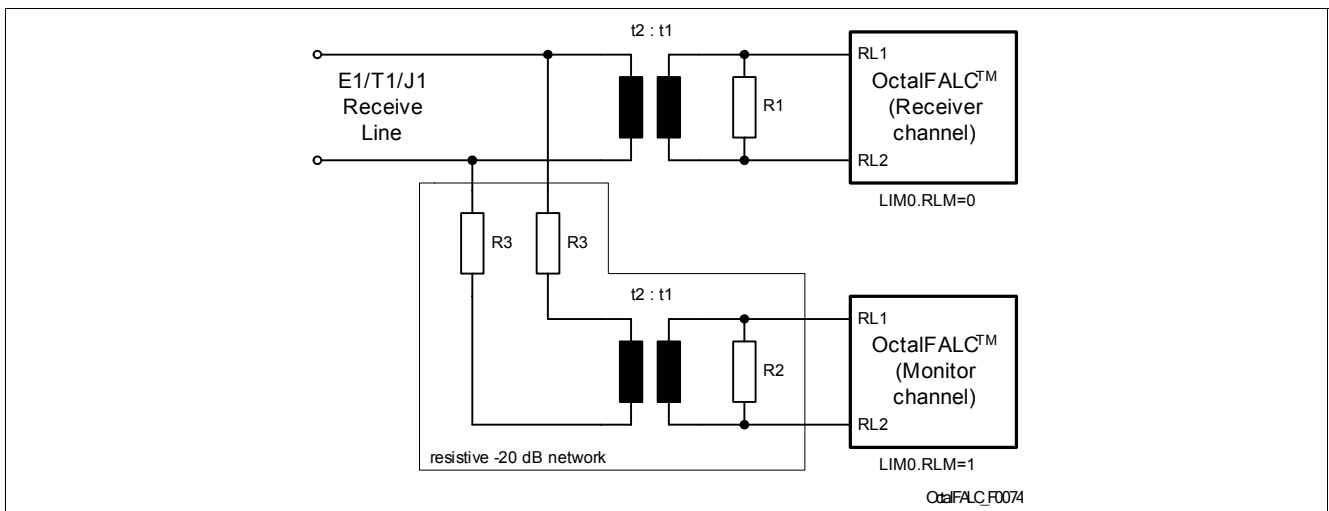 t2 : t1
E1/T1/J1
Receive
Line
R1
RL1
RL2
OctalFALC™
(Receiver
channel)
LIM0.RLM=0
R3
R3
t2 : t1
R2
RL1
RL2
OctalFALC™
(Monitor
channel)
resistive -20 dB network
LIM0.RLM=1
OctalFALC_F0074